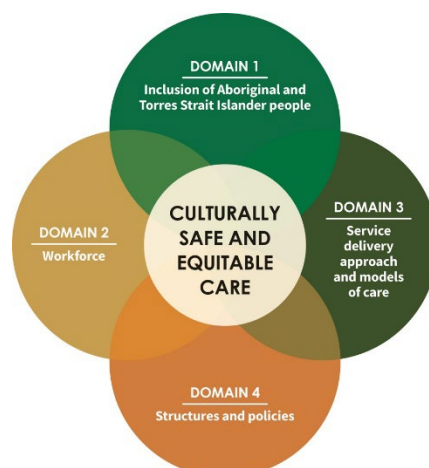 DOMAIN 1
Inclusion of Aboriginal and
Torres Strait Islander people
DOMAIN 2
Workforce
CULTURALLY
SAFE AND
EQUITABLE
CARE
DOMAIN 3
Service
delivery
approach
and models
of care
DOMAIN 4
Structures and policies